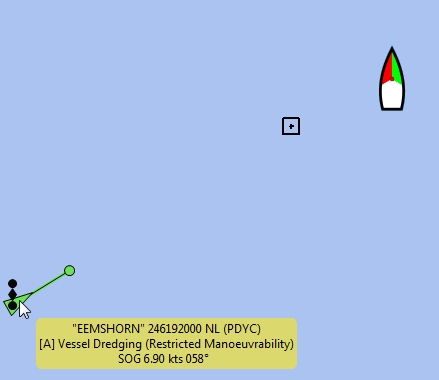 "EEMSHORN" 246192000 NL (PDYC)
[A] Vessel Dredging (Restricted Manoeuvrability)
SOG 6.90 kts 058°